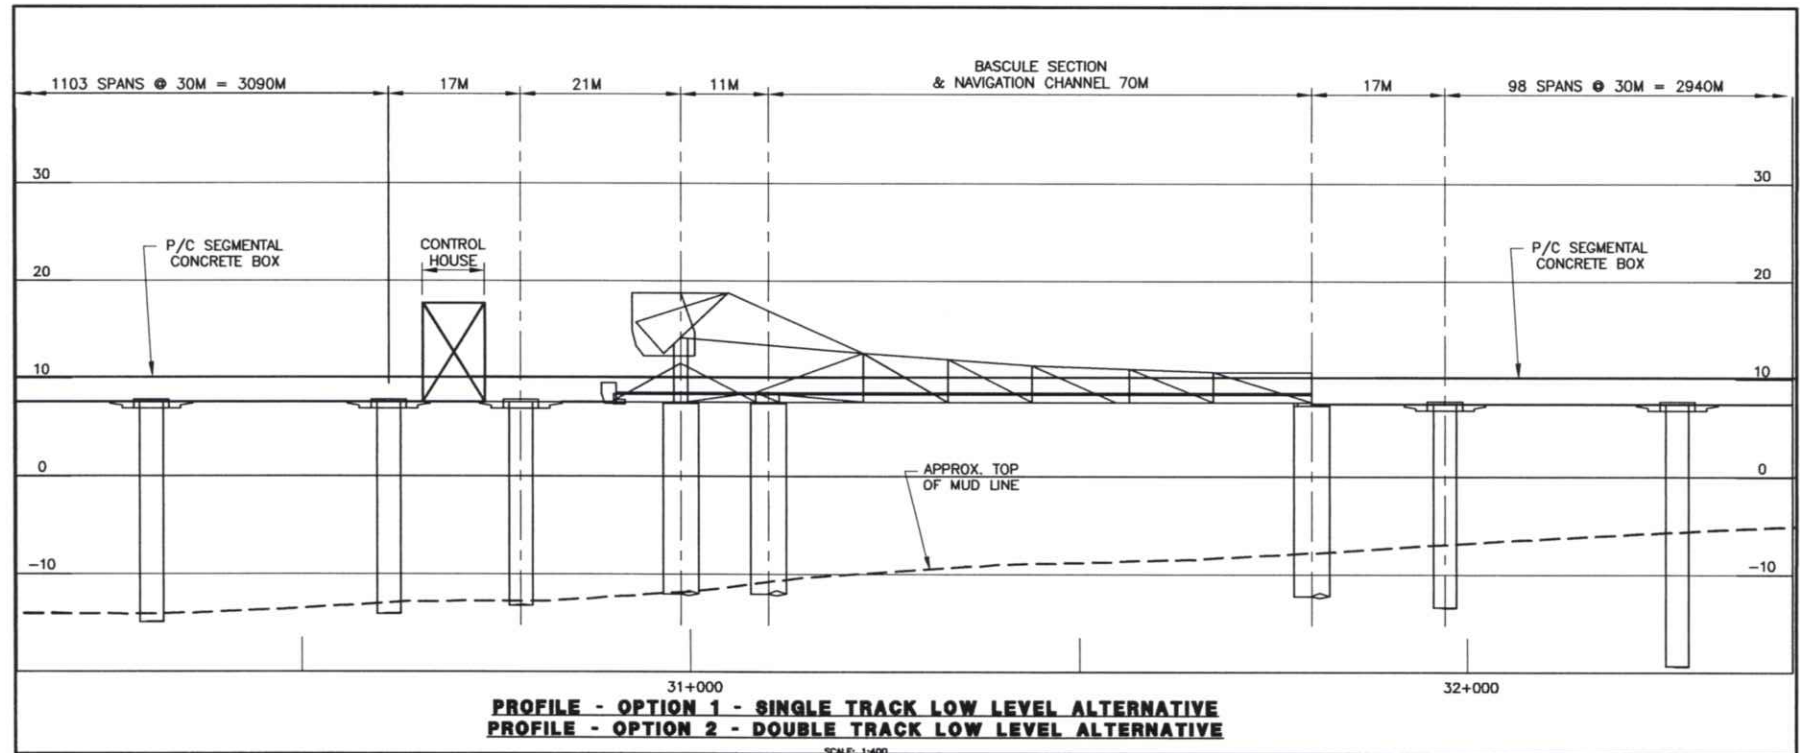 1103 SPANS @ 30M = 3090M
17M
21M
11M
BASCULE SECTION
& NAVIGATION CHANNEL 70M
17M
98 SPANS @ 30M = 2940M
30
30
P/C SEGMENTAL
CONCRETE BOX
CONTROL
HOUSE
P/C SEGMENTAL
CONCRETE BOX
20
20
10
10
0
APPROX. TOP
OF MUD LINE
0
-10
-10
31+000
32+000
PROFILE - OPTION 1 - SINGLE TRACK LOW LEVEL ALTERNATIVE
PROFILE - OPTION 2 - DOUBLE TRACK LOW LEVEL ALTERNATIVE
SCALE: 1:400